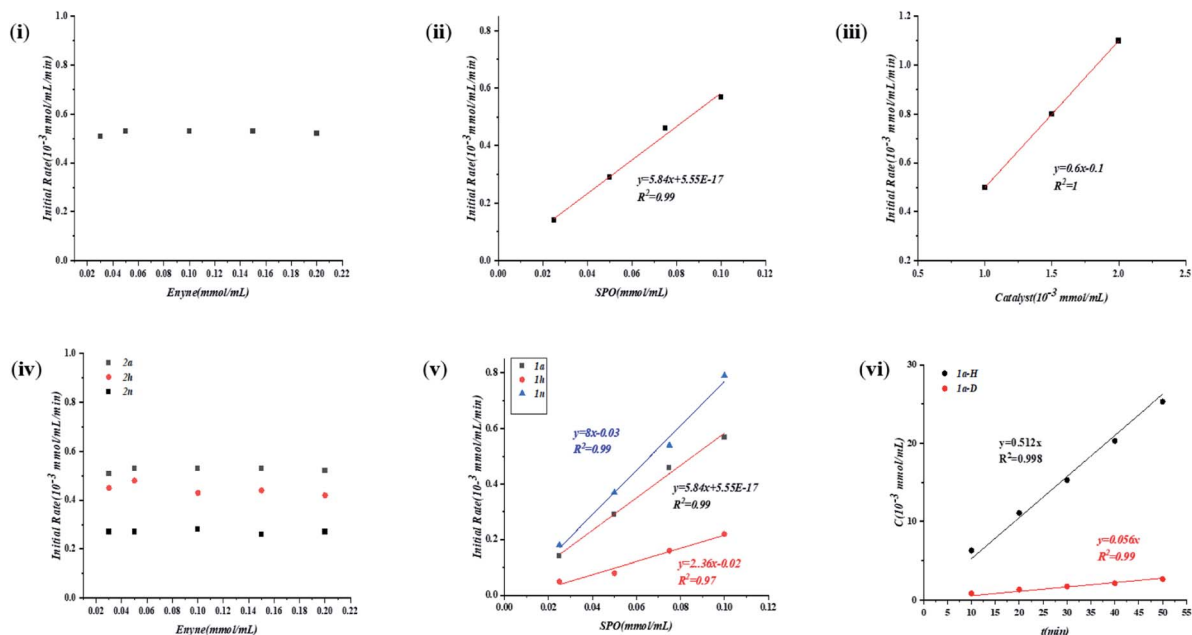 (i)
1.0
0.8
0.6
0.4
0.2
0.0
Initial Rate(10⁻³ mmol/mL/min)
0.02 0.04 0.06 0.08 0.10 0.12 0.14 0.16 0.18 0.20 0.22
Enyne(mmol/mL)
(ii)
0.8
0.6
0.4
0.2
0.0
Initial Rate(10⁻³ mmol/mL/min)
y=5.84x+5.55E-17
R²=0.99
0.00 0.02 0.04 0.06 0.08 0.10 0.12
SPO(mmol/mL)
(iii)
1.2
1.0
0.8
0.6
0.4
0.2
Initial Rate(10⁻³ mmol/mL/min)
y=0.6x-0.1
R²=1
0.5 1.0 1.5 2.0 2.5
Catalyst(10⁻³ mmol/mL)
(iv)
2a
2h
2n
1.0
0.8
0.6
0.4
0.2
0.0
Initial Rate(10⁻³ mmol/mL/min)
0.02 0.04 0.06 0.08 0.10 0.12 0.14 0.16 0.18 0.20 0.22
Enyne(mmol/mL)
(v)
1a
1h
1n
0.8
0.6
0.4
0.2
0.0
Initial Rate(10-³ mmol/mL/min)
y=8x-0.03
R²=0.99
y=5.84x+5.55E-17
R²=0.99
y=2..36x-0.02
R²=0.97
0.00 0.02 0.04 0.06 0.08 0.10 0.12
SPO(mmol/mL)
(vi)
1a-H
1a-D
30
20
10
0
C(10⁻³ mmol/mL)
y=0.512x
R²=0.998
y=0.056x
R²=0.99
0 5 10 15 20 25 30 35 40 45 50 55
t(min)